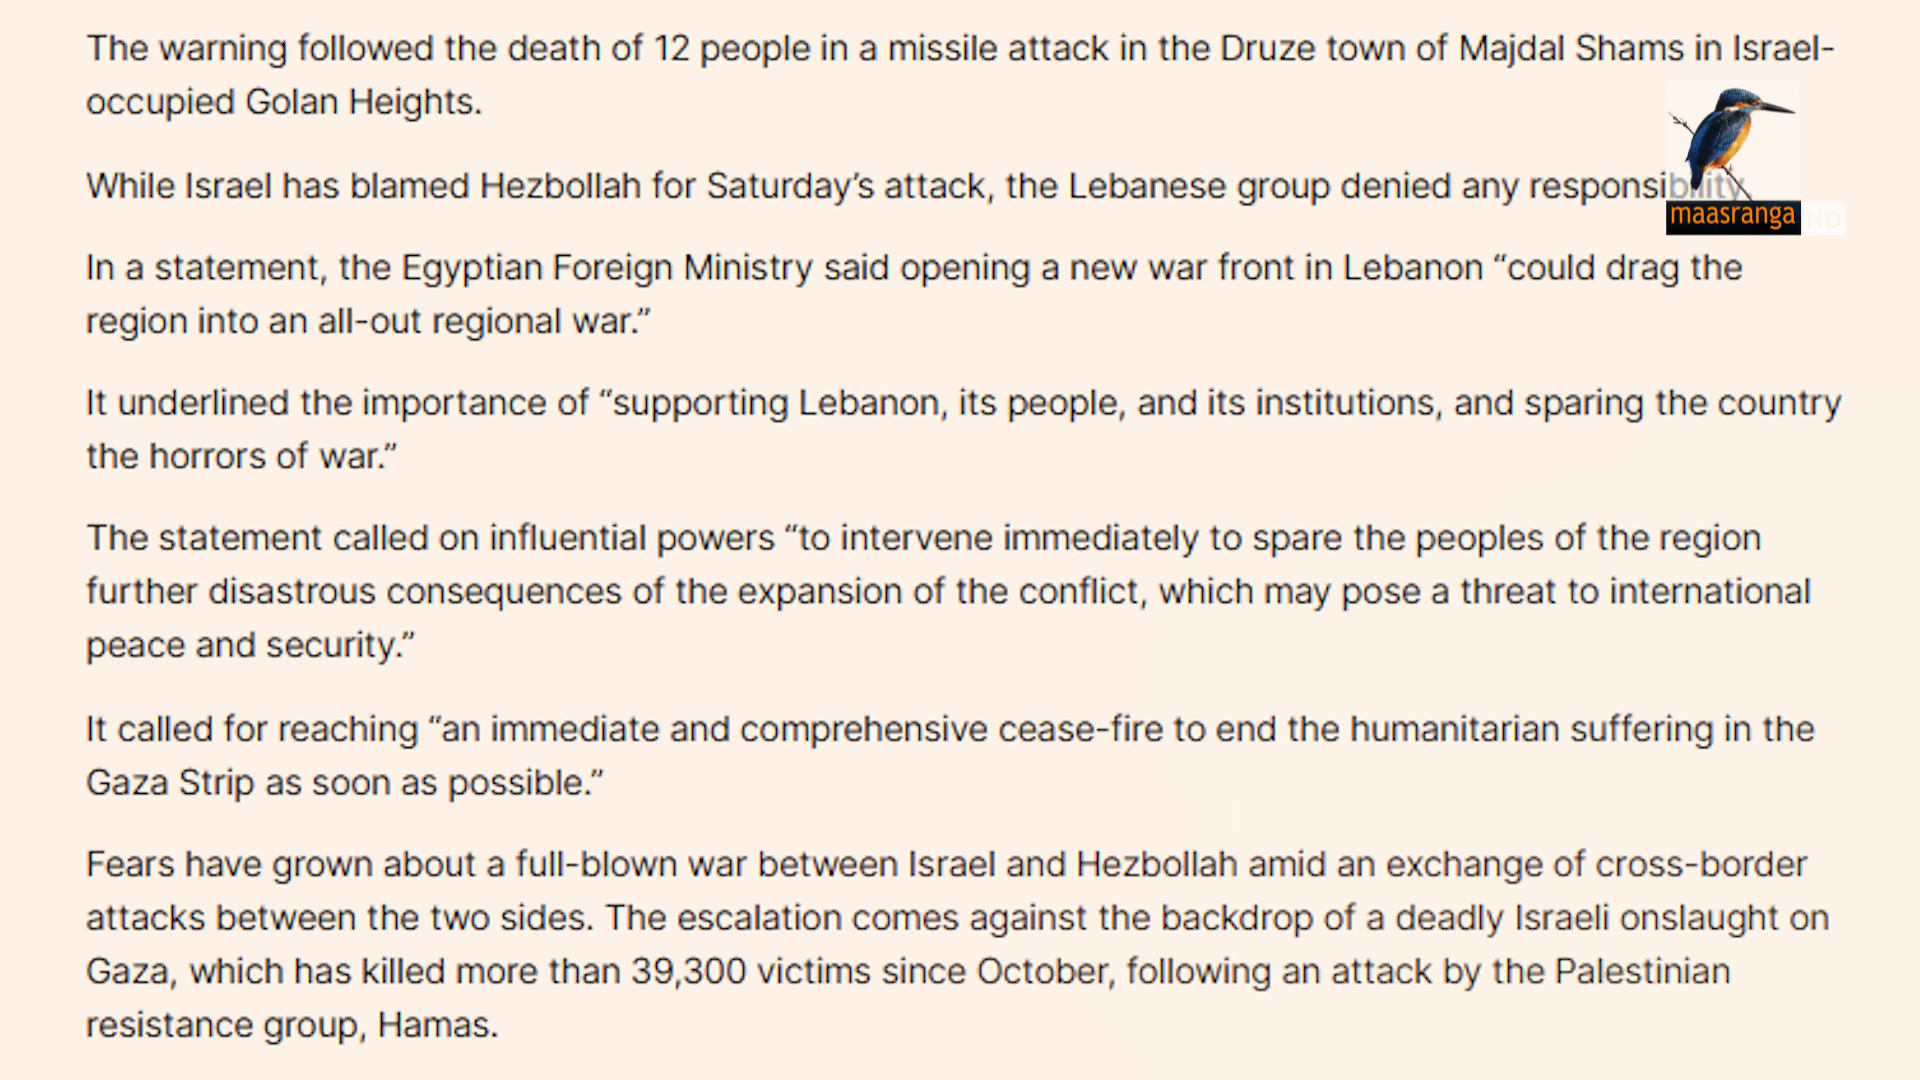 The warning followed the death of 12 people in a missile attack in the Druze town of Majdal Shams in Israel-
occupied Golan Heights.
While Israel has blamed Hezbollah for Saturday’s attack, the Lebanese group denied any responsibility.
maasranga HD
In a statement, the Egyptian Foreign Ministry said opening a new war front in Lebanon “could drag the
region into an all-out regional war.”
It underlined the importance of “supporting Lebanon, its people, and its institutions, and sparing the country
the horrors of war.”
The statement called on influential powers “to intervene immediately to spare the peoples of the region
further disastrous consequences of the expansion of the conflict, which may pose a threat to international
peace and security.”
It called for reaching “an immediate and comprehensive cease-fire to end the humanitarian suffering in the
Gaza Strip as soon as possible.”
Fears have grown about a full-blown war between Israel and Hezbollah amid an exchange of cross-border
attacks between the two sides. The escalation comes against the backdrop of a deadly Israeli onslaught on
Gaza, which has killed more than 39,300 victims since October, following an attack by the Palestinian
resistance group, Hamas.